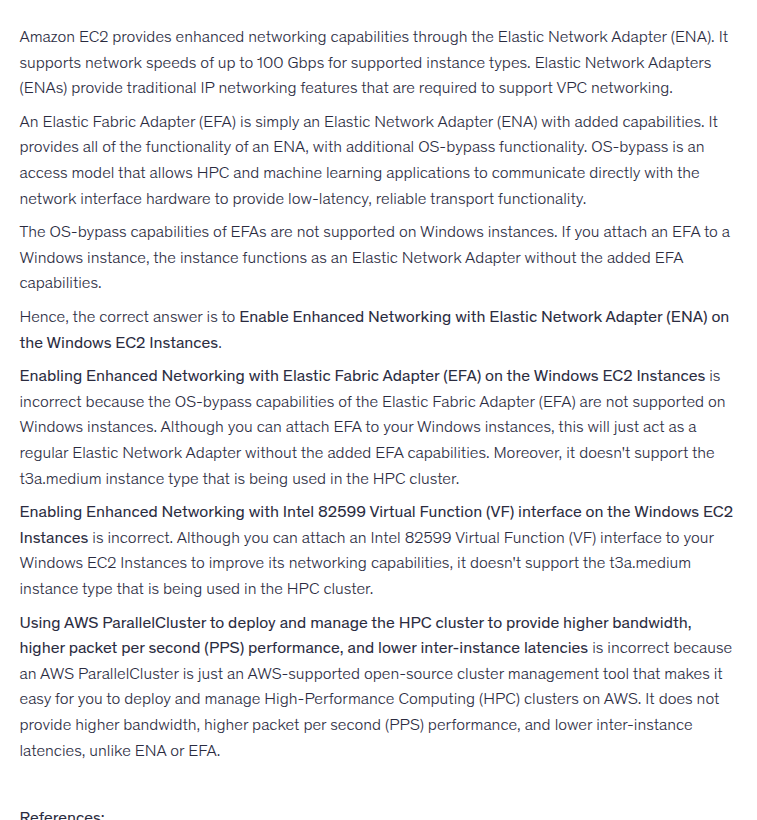 Amazon EC2 provides enhanced networking capabilities through the Elastic Network Adapter (ENA). It
supports network speeds of up to 100 Gbps for supported instance types. Elastic Network Adapters
(ENAs) provide traditional IP networking features that are required to support VPC networking.
An Elastic Fabric Adapter (EFA) is simply an Elastic Network Adapter (ENA) with added capabilities. It
provides all of the functionality of an ENA, with additional OS-bypass functionality. OS-bypass is an
access model that allows HPC and machine learning applications to communicate directly with the
network interface hardware to provide low-latency, reliable transport functionality.
The OS-bypass capabilities of EFAs are not supported on Windows instances. If you attach an EFA to a
Windows instance, the instance functions as an Elastic Network Adapter without the added EFA
capabilities.
Hence, the correct answer is to Enable Enhanced Networking with Elastic Network Adapter (ENA) on
the Windows EC2 Instances.
Enabling Enhanced Networking with Elastic Fabric Adapter (EFA) on the Windows EC2 Instances is
incorrect because the OS-bypass capabilities of the Elastic Fabric Adapter (EFA) are not supported on
Windows instances. Although you can attach EFA to your Windows instances, this will just act as a
regular Elastic Network Adapter without the added EFA capabilities. Moreover, it doesn't support the
t3a.medium instance type that is being used in the HPC cluster.
Enabling Enhanced Networking with Intel 82599 Virtual Function (VF) interface on the Windows EC2
Instances is incorrect. Although you can attach an Intel 82599 Virtual Function (VF) interface to your
Windows EC2 Instances to improve its networking capabilities, it doesn't support the t3a.medium
instance type that is being used in the HPC cluster.
Using AWS ParallelCluster to deploy and manage the HPC cluster to provide higher bandwidth,
higher packet per second (PPS) performance, and lower inter-instance latencies is incorrect because
an AWS ParallelCluster is just an AWS-supported open-source cluster management tool that makes it
easy for you to deploy and manage High-Performance Computing (HPC) clusters on AWS. It does not
provide higher bandwidth, higher packet per second (PPS) performance, and lower inter-instance
latencies, unlike ENA or EFA.
References: